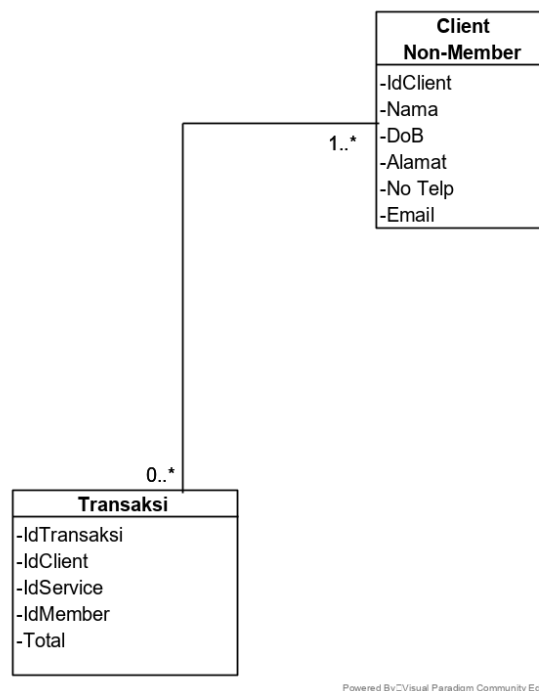 Client
Non-Member
-IdClient
-Nama
-DoB
-Alamat
-No Telp
-Email
1..*
0..*
Transaksi
-IdTransaksi
-IdClient
-IdService
-IdMember
-Total
Powered By Visual Paradigm Community